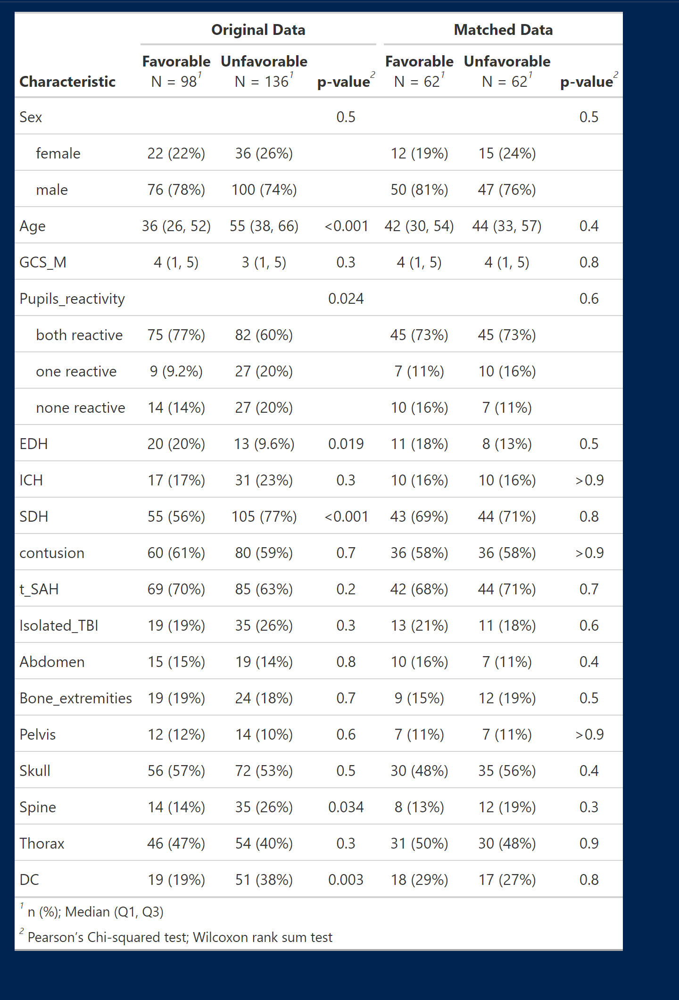 Original Data Matched Data
Favorable Unfavorable Favorable Unfavorable
Characteristic N = 98¹ N = 136¹ p-value² N = 62¹ N = 62¹ p-value²
Sex 0.5 0.5
female 22 (22%) 36 (26%) 12 (19%) 15 (24%)
male 76 (78%) 100 (74%) 50 (81%) 47 (76%)
Age 36 (26, 52) 55 (38, 66) <0.001 42 (30, 54) 44 (33, 57) 0.4
GCS_M 4 (1, 5) 3 (1, 5) 0.3 4 (1, 5) 4 (1, 5) 0.8
Pupils_reactivity 0.024 0.6
both reactive 75 (77%) 82 (60%) 45 (73%) 45 (73%)
one reactive 9 (9.2%) 27 (20%) 7 (11%) 10 (16%)
none reactive 14 (14%) 27 (20%) 10 (16%) 7 (11%)
EDH 20 (20%) 13 (9.6%) 0.019 11 (18%) 8 (13%) 0.5
ICH 17 (17%) 31 (23%) 0.3 10 (16%) 10 (16%) >0.9
SDH 55 (56%) 105 (77%) <0.001 43 (69%) 44 (71%) 0.8
contusion 60 (61%) 80 (59%) 0.7 36 (58%) 36 (58%) >0.9
t_SAH 69 (70%) 85 (63%) 0.2 42 (68%) 44 (71%) 0.7
Isolated_TBI 19 (19%) 35 (26%) 0.3 13 (21%) 11 (18%) 0.6
Abdomen 15 (15%) 19 (14%) 0.8 10 (16%) 7 (11%) 0.4
Bone_extremities 19 (19%) 24 (18%) 0.7 9 (15%) 12 (19%) 0.5
Pelvis 12 (12%) 14 (10%) 0.6 7 (11%) 7 (11%) >0.9
Skull 56 (57%) 72 (53%) 0.5 30 (48%) 35 (56%) 0.4
Spine 14 (14%) 35 (26%) 0.034 8 (13%) 12 (19%) 0.3
Thorax 46 (47%) 54 (40%) 0.3 31 (50%) 30 (48%) 0.9
DC 19 (19%) 51 (38%) 0.003 18 (29%) 17 (27%) 0.8
¹ n (%); Median (Q1, Q3)
² Pearson’s Chi-squared test; Wilcoxon rank sum test